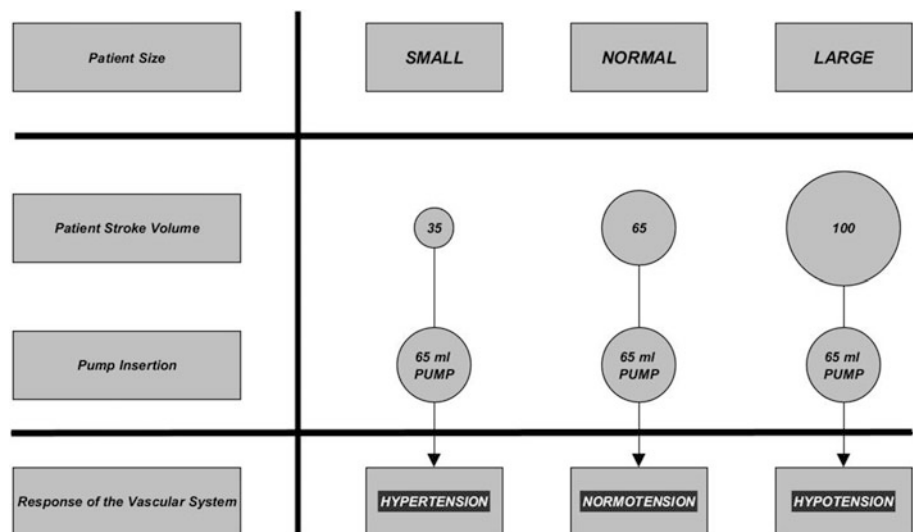 Patient Size
SMALL
NORMAL
LARGE
Patient Stroke Volume
35
65
100
Pump Insertion
65 ml
PUMP
65 ml
PUMP
65 ml
PUMP
Response of the Vascular System
HYPERTENSION
NORMOTENSION
HYPOTENSION